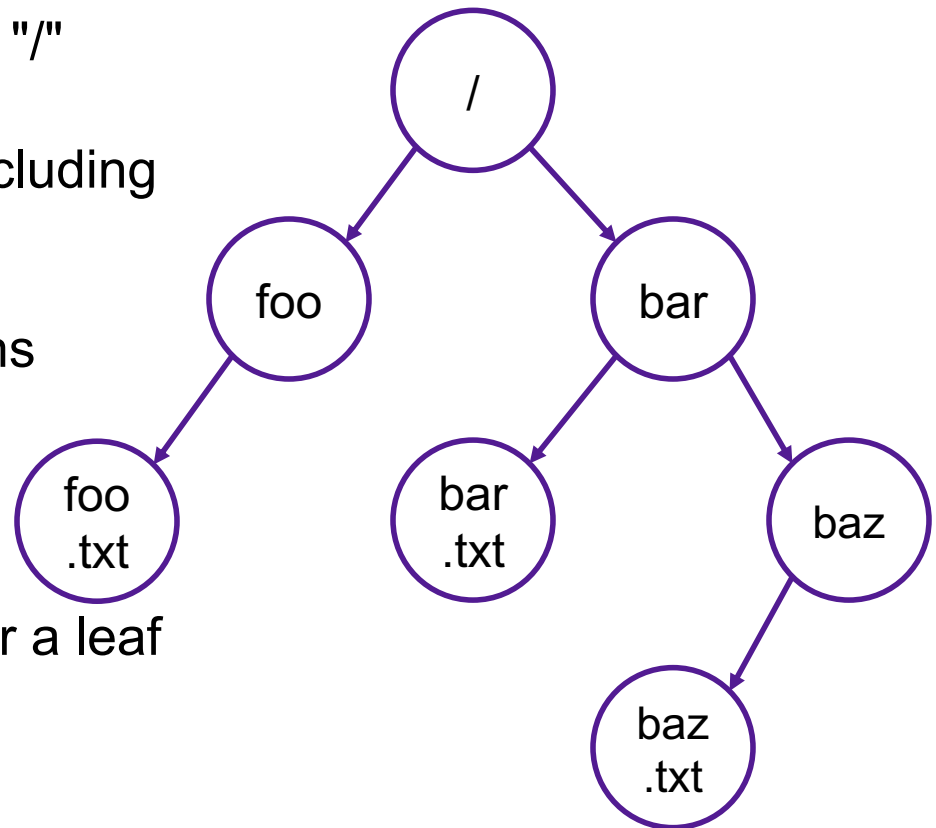 "/"
/
cluding
foo
bar
ns
foo
.txt
bar
.txt
baz
r a leaf
baz
.txt